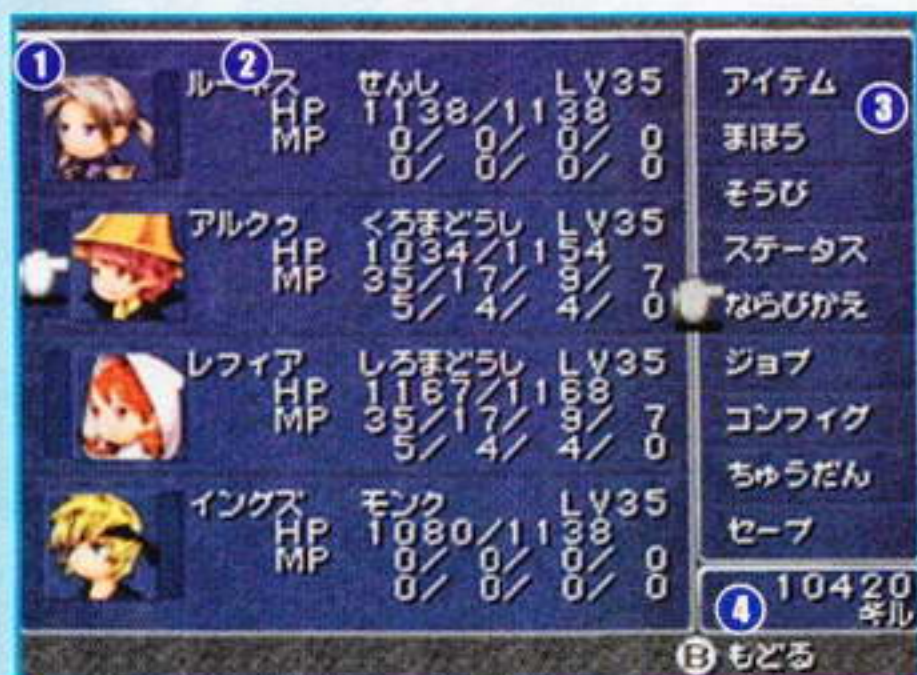 1
2
ルーネス せんし LV35
HP 1138/1138
MP 0/ 0/ 0/ 0
0/ 0/ 0/ 0
アルクゥ くろまどうし LV35
HP 1034/1154
MP 35/17/ 9/ 7
5/ 4/ 4/ 0
レフィア しろまどうし LV35
HP 1167/1168
MP 35/17/ 9/ 7
5/ 4/ 4/ 0
イングズ モンク LV35
HP 1080/1138
MP 0/ 0/ 0/ 0
0/ 0/ 0/ 0
3
アイテム
まほう
そうび
ステータス
ならびかえ
ジョブ
コンフィグ
ちゅうだん
セーブ
4
10420
ギル
B もどる